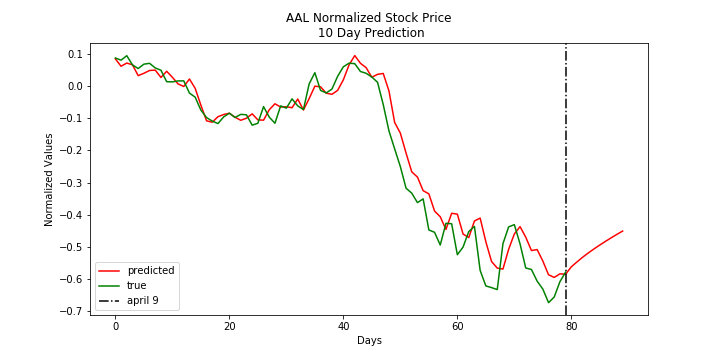 AAL Normalized Stock Price
10 Day Prediction
Normalized Values
0.1
0.0
−0.1
−0.2
−0.3
−0.4
−0.5
−0.6
−0.7
predicted
true
april 9
0 20 40 60 80
Days